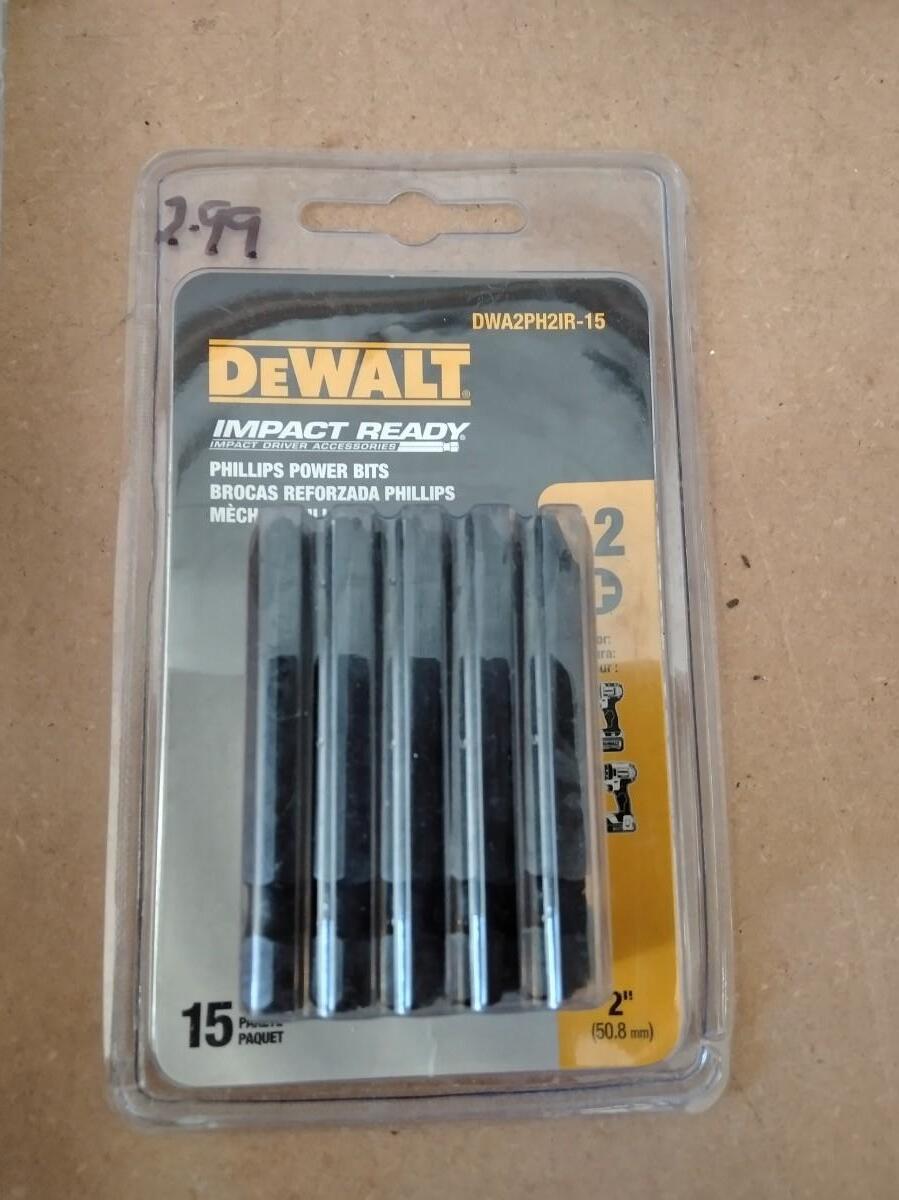 2.99
DWA2PH2IR-15
DEWALT®
IMPACT READY®
IMPACT DRIVER ACCESSORIES
PHILLIPS POWER BITS
BROCAS REFORZADA PHILLIPS
2
2"
(50.8 mm)
15
PAQUET